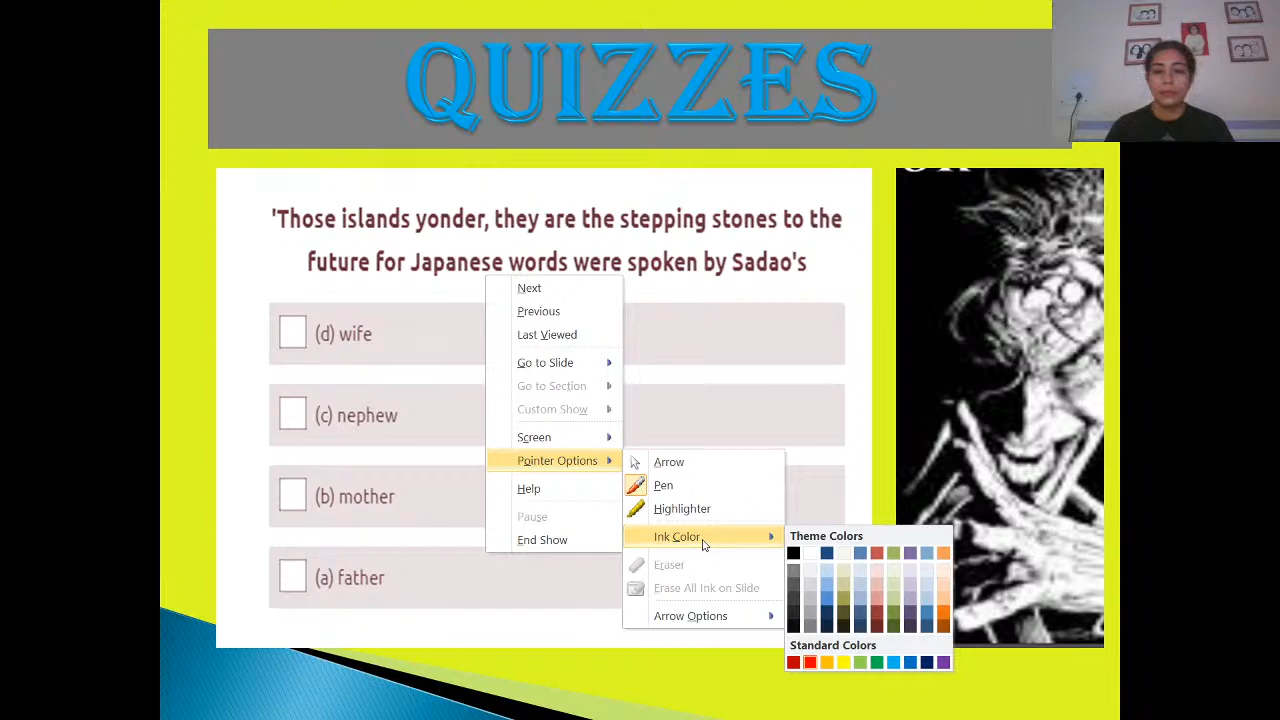 QUIZZES
'Those islands yonder, they are the stepping stones to the
future for Japanese words were spoken by Sadao's
(d) wife
(c) nephew
(b) mother
(a) father
Next
Previous
Last Viewed
Go to Slide
Go to Section
Custom Show
Screen
Pointer Options
Help
Pause
End Show
Arrow
Pen
Highlighter
Ink Color
Eraser
Erase All Ink on Slide
Arrow Options
Theme Colors
Standard Colors